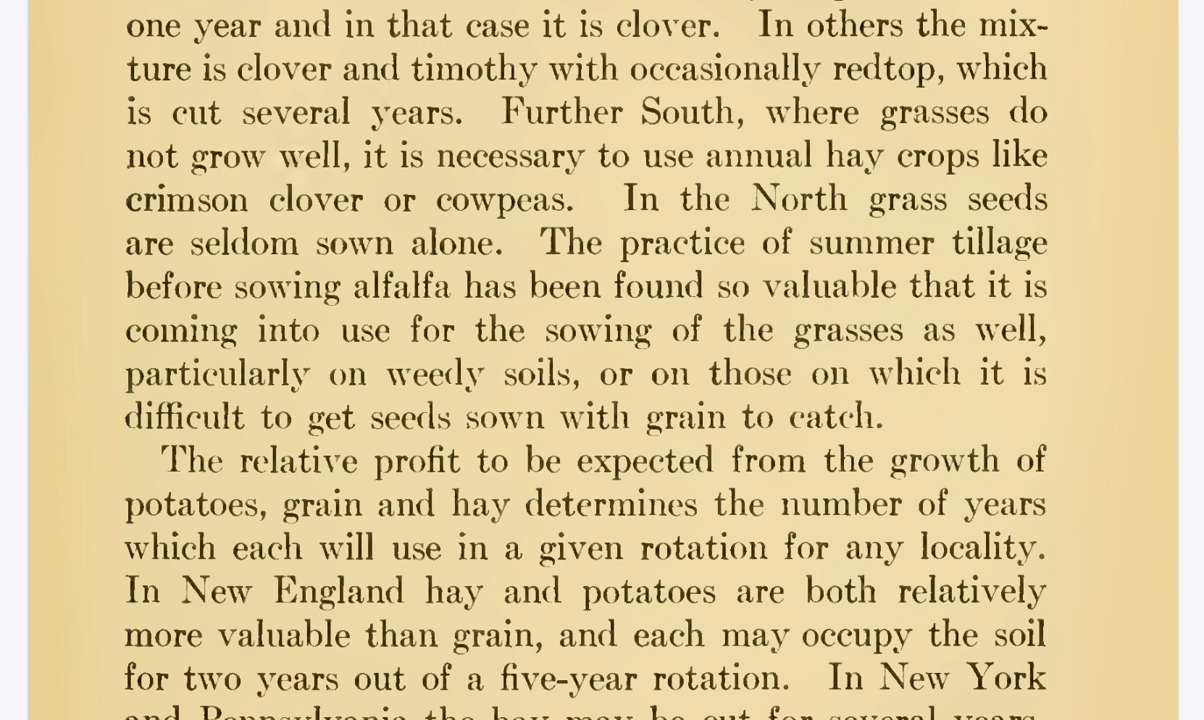 one year and in that case it is clover. In others the mix-
ture is clover and timothy with occasionally redtop, which
is cut several years. Further South, where grasses do
not grow well, it is necessary to use annual hay crops like
crimson clover or cowpeas. In the North grass seeds
are seldom sown alone. The practice of summer tillage
before sowing alfalfa has been found so valuable that it is
coming into use for the sowing of the grasses as well,
particularly on weedy soils, or on those on which it is
difficult to get seeds sown with grain to catch.
The relative profit to be expected from the growth of
potatoes, grain and hay determines the number of years
which each will use in a given rotation for any locality.
In New England hay and potatoes are both relatively
more valuable than grain, and each may occupy the soil
for two years out of a five-year rotation. In New York
and Pennsylvania the hay may be cut for several years